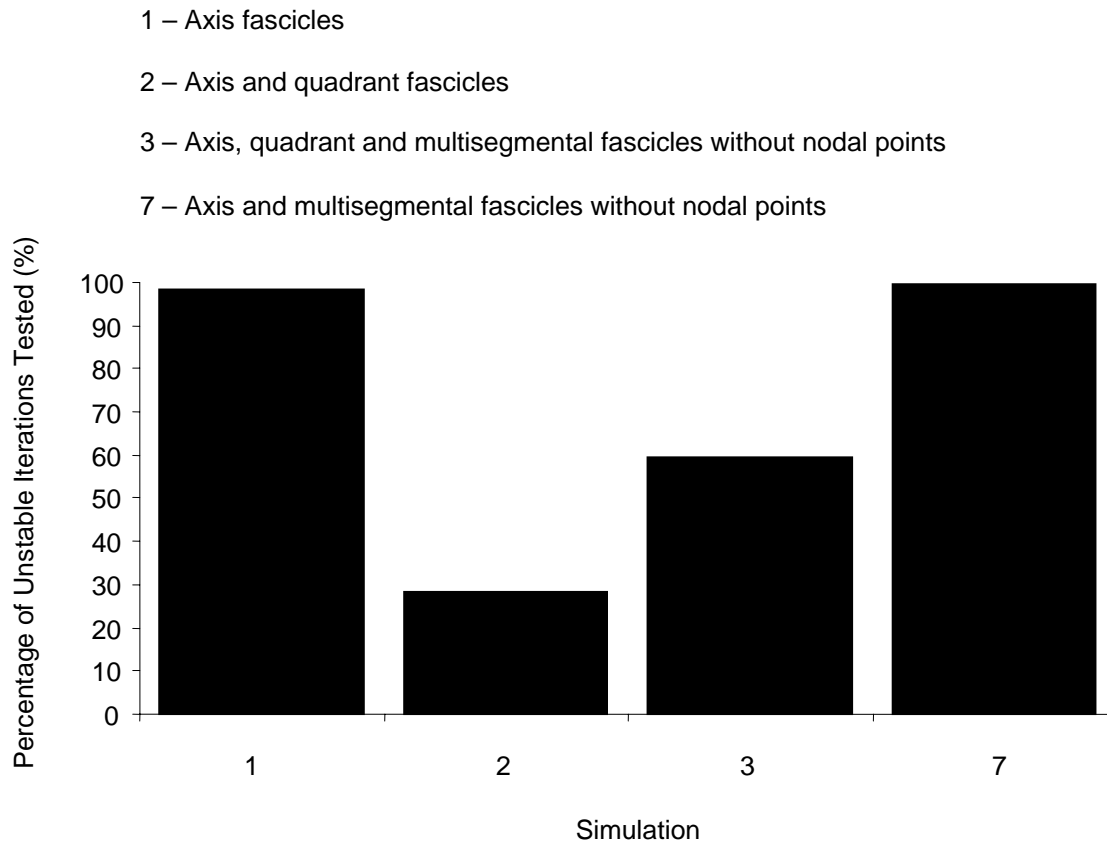 1 – Axis fascicles
2 – Axis and quadrant fascicles
3 – Axis, quadrant and multisegmental fascicles without nodal points
7 – Axis and multisegmental fascicles without nodal points
Percentage of Unstable Iterations Tested (%)
100
90
80
70
60
50
40
30
20
10
0
1 2 3 7
Simulation